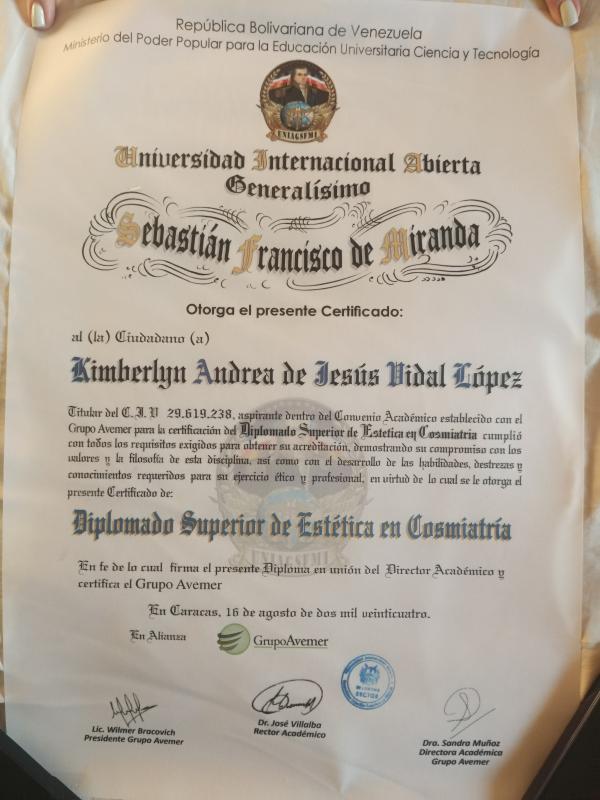 República Bolivariana de Venezuela
Ministerio del Poder Popular para la Educación Universitaria Ciencia y Tecnología
UNIAGSFMI
Universidad Internacional Abierta
Generalísimo
Sebastián Francisco de Miranda
Otorga el presente Certificado:
al (la) Ciudadano (a)
Kimberlyn Andrea de Jesús Vidal López
Titular del C.I V 29.619.238, aspirante dentro del Convenio Académico establecido con el
Grupo Avemer para la certificación del Diplomado Superior de Estetica en Cosmiatria cumplió
con todos los requisitos exigidos para obtener su acreditación, demostrando su compromiso con los
valores y la filosofía de esta disciplina, así como con el desarrollo de las habilidades, destrezas y
conocimientos requeridos para su ejercicio ético y profesional, en virtud de lo cual se le otorga el
presente Certificado de:
Diplomado Superior de Estética en Cosmiatría
UNIAGSFMI
En fe de lo cual firma el presente Diploma en unión del Director Académico y
certifica el Grupo Avemer
En Caracas, 16 de agosto de dos mil veinticuatro.
En Alianza
GrupoAvemer
RECTOR
Lic. Wilmer Bracovich
Presidente Grupo Avemer
Dr. José Villalba
Rector Académico
Dra. Sandra Muñoz
Directora Académica
Grupo Avemer